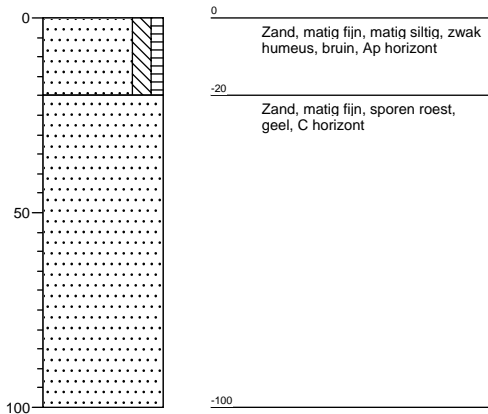 0
0
Zand, matig fijn, matig siltig, zwak
humeus, bruin, Ap horizont
-20
Zand, matig fijn, sporen roest,
geel, C horizont
50
100
-100